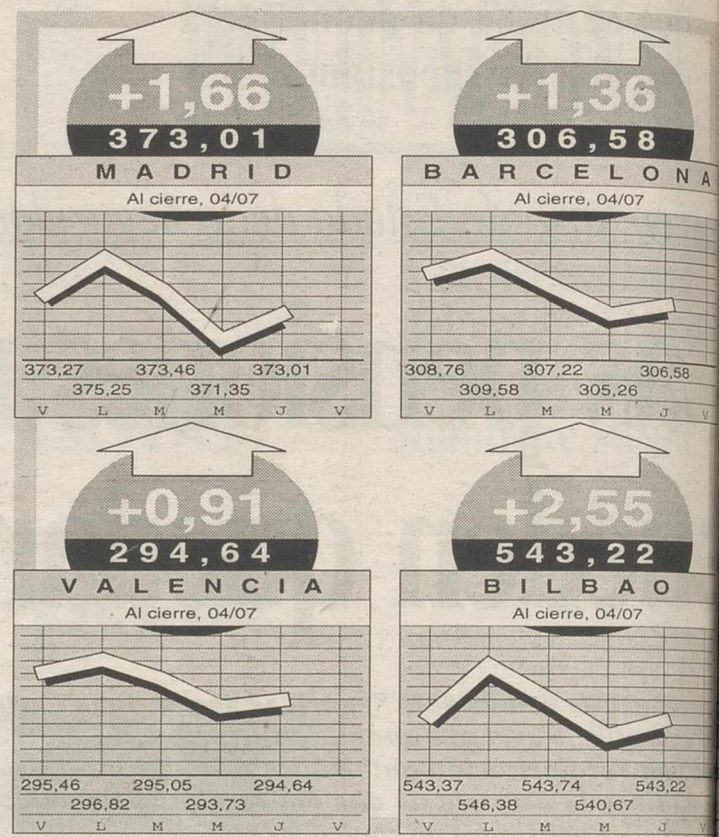 +1,66
373,01
MADRID
Al cierre, 04/07
373,27 373,46 373,01
375,25 371,35
V L M M J V
+1,36
306,58
BARCELONA
Al cierre, 04/07
308,76 307,22 306,58
309,58 305,26
V L M M J V
+0,91
294,64
VALENCIA
Al cierre, 04/07
295,46 295,05 294,64
296,82 293,73
V L M M J V
+2,55
543,22
BILBAO
Al cierre, 04/07
543,37 543,74 543,22
546,38 540,67
V L M M J V